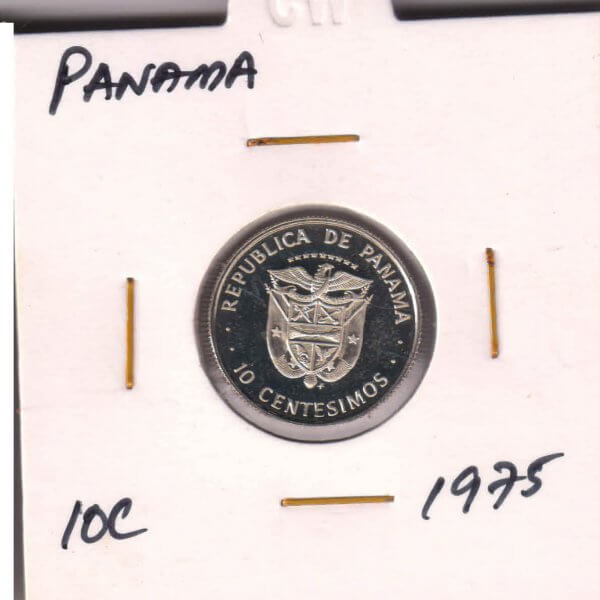 PANAMA
REPUBLICA DE PANAMA
10 CENTESIMOS
10C
1975